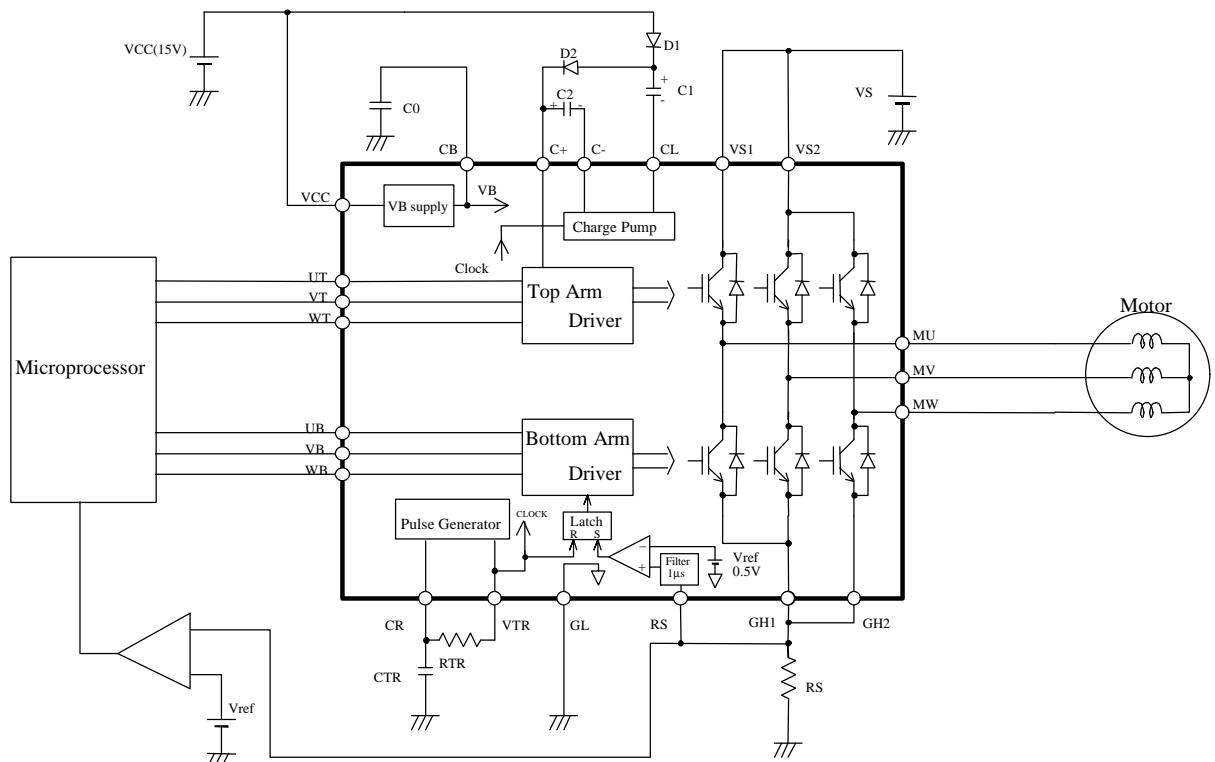 VCC(15V)
D1
D2
+
C1
-
C2
+
-
C0
VS
CB
C+
C-
CL
VS1
VS2
VCC
VB supply
VB
Charge Pump
Clock
Microprocessor
UT
VT
WT
Top Arm
Driver
Motor
MU
MV
MW
UB
VB
WB
Bottom Arm
Driver
Pulse Generator
CLOCK
Latch
R S
−
+
Filter
1μs
Vref
0.5V
CR
VTR
GL
RS
GH1
GH2
RTR
CTR
RS
Vref